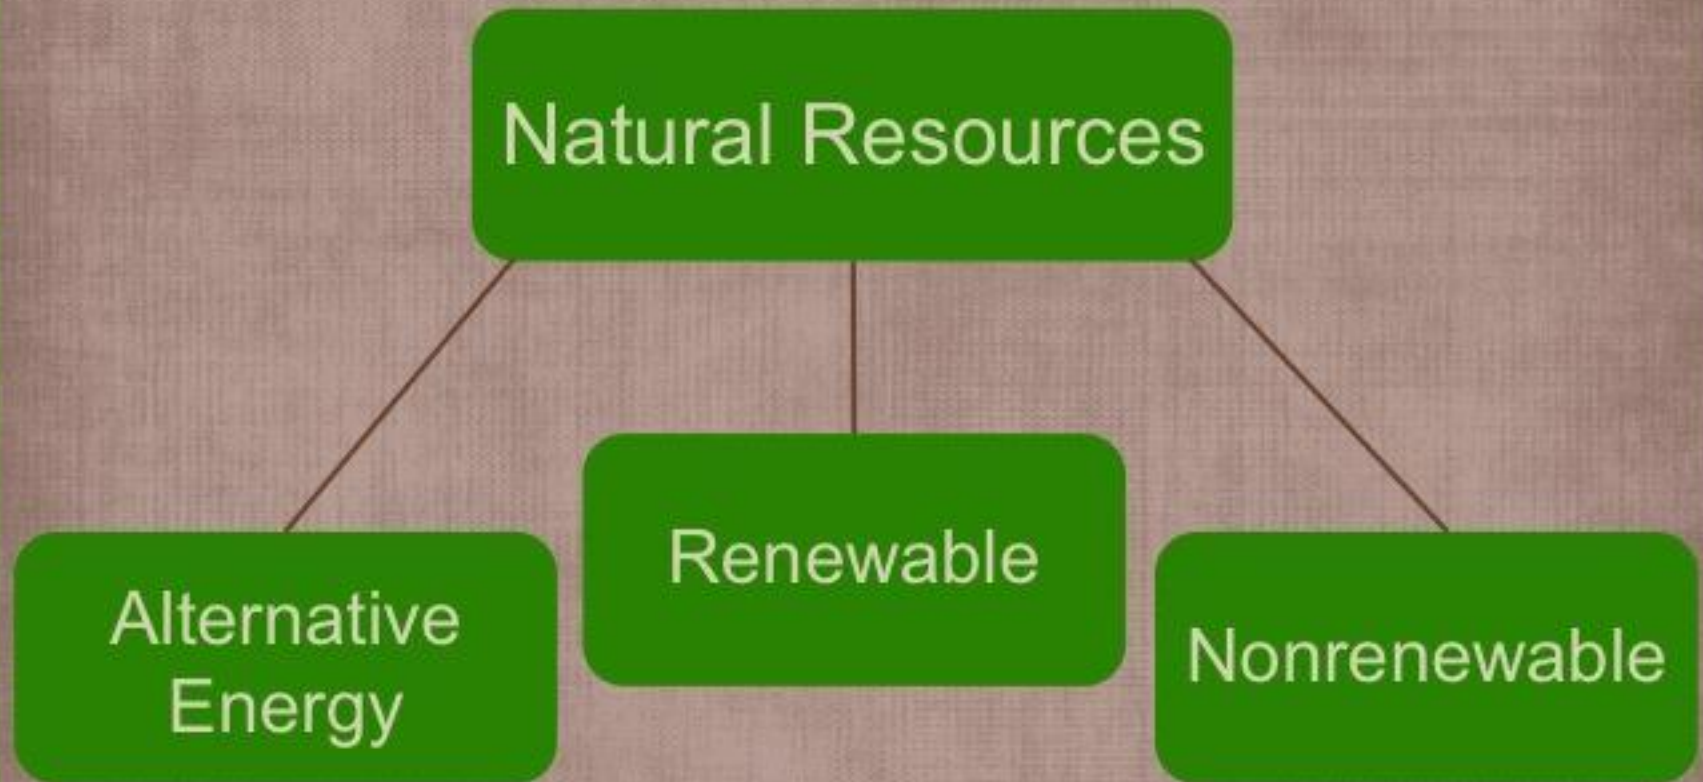 Natural Resources
Renewable
Alternative
Energy
Nonrenewable